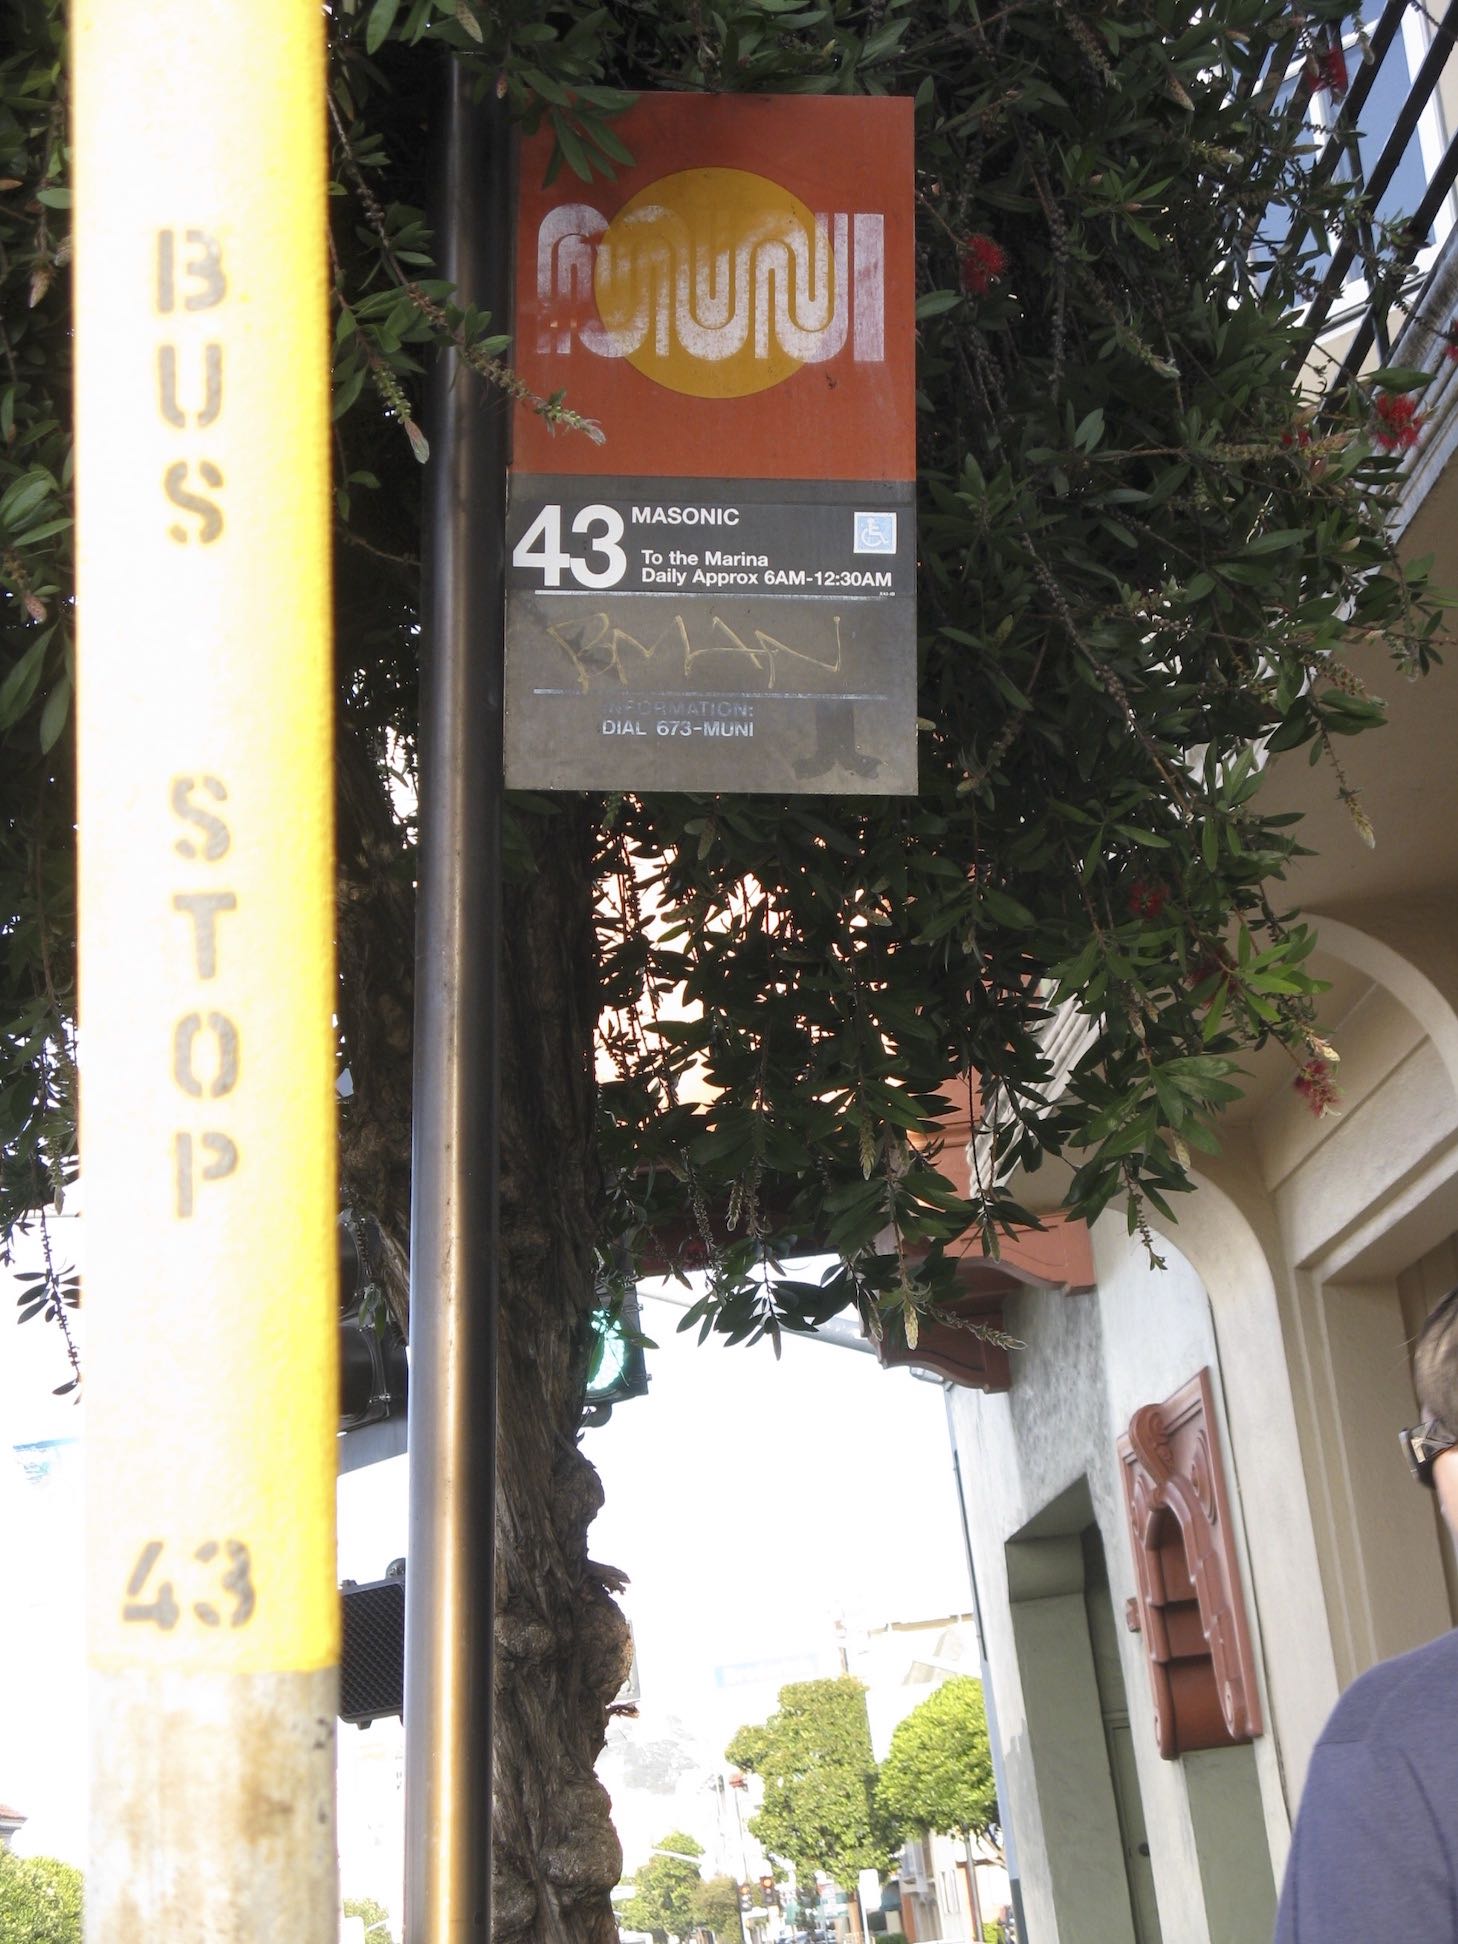 BUS STOP
43
MUNI
43 MASONIC
To the Marina
Daily Approx 6AM-12:30AM
INFORMATION:
DIAL 673-MUNI